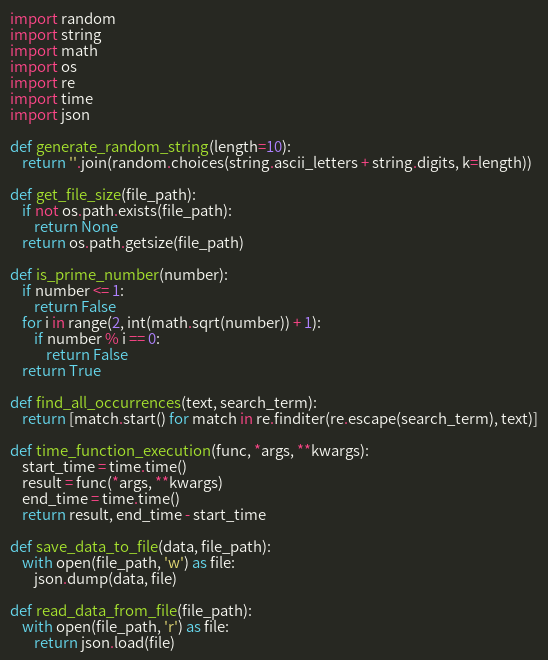 import random
import string
import math
import os
import re
import time
import json

def generate_random_string(length=10):
    return ''.join(random.choices(string.ascii_letters + string.digits, k=length))

def get_file_size(file_path):
    if not os.path.exists(file_path):
        return None
    return os.path.getsize(file_path)

def is_prime_number(number):
    if number <= 1:
        return False
    for i in range(2, int(math.sqrt(number)) + 1):
        if number % i == 0:
            return False
    return True

def find_all_occurrences(text, search_term):
    return [match.start() for match in re.finditer(re.escape(search_term), text)]

def time_function_execution(func, *args, **kwargs):
    start_time = time.time()
    result = func(*args, **kwargs)
    end_time = time.time()
    return result, end_time - start_time

def save_data_to_file(data, file_path):
    with open(file_path, 'w') as file:
        json.dump(data, file)

def read_data_from_file(file_path):
    with open(file_path, 'r') as file:
        return json.load(file)